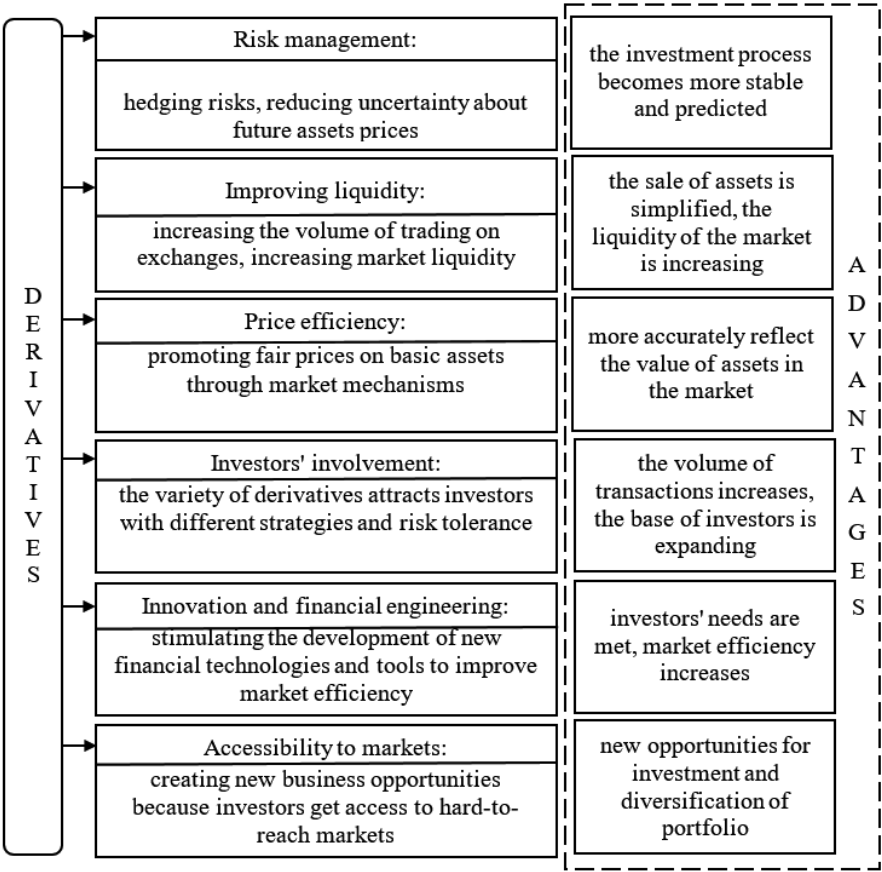 DERIVATIVES
Risk management:
hedging risks, reducing uncertainty about
future assets prices
the investment process
becomes more stable
and predicted
Improving liquidity:
increasing the volume of trading on
exchanges, increasing market liquidity
the sale of assets is
simplified, the
liquidity of the market
is increasing
Price efficiency:
promoting fair prices on basic assets
through market mechanisms
more accurately reflect
the value of assets in
the market
Investors' involvement:
the variety of derivatives attracts investors
with different strategies and risk tolerance
the volume of
transactions increases,
the base of investors is
expanding
Innovation and financial engineering:
stimulating the development of new
financial technologies and tools to improve
market efficiency
investors' needs are
met, market efficiency
increases
Accessibility to markets:
creating new business opportunities
because investors get access to hard-to-
reach markets
new opportunities for
investment and
diversification of
portfolio
ADVANTAGES